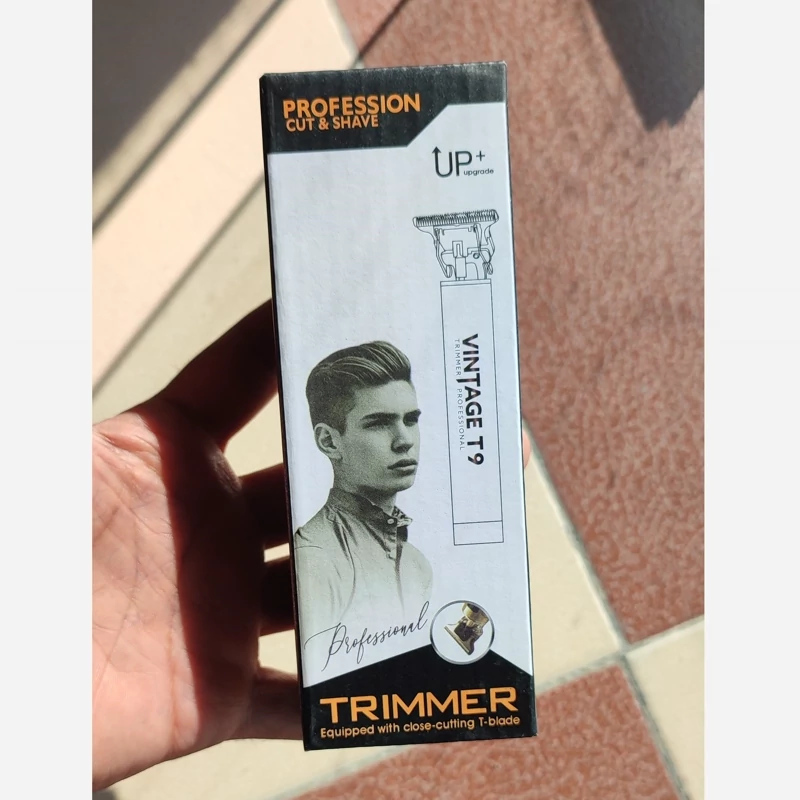 PROFESSION
CUT & SHAVE
UP+
upgrade
VINTAGE T9
TRIMMER PROFESSIONAL
Professional
TRIMMER
Equipped with close-cutting T-blade